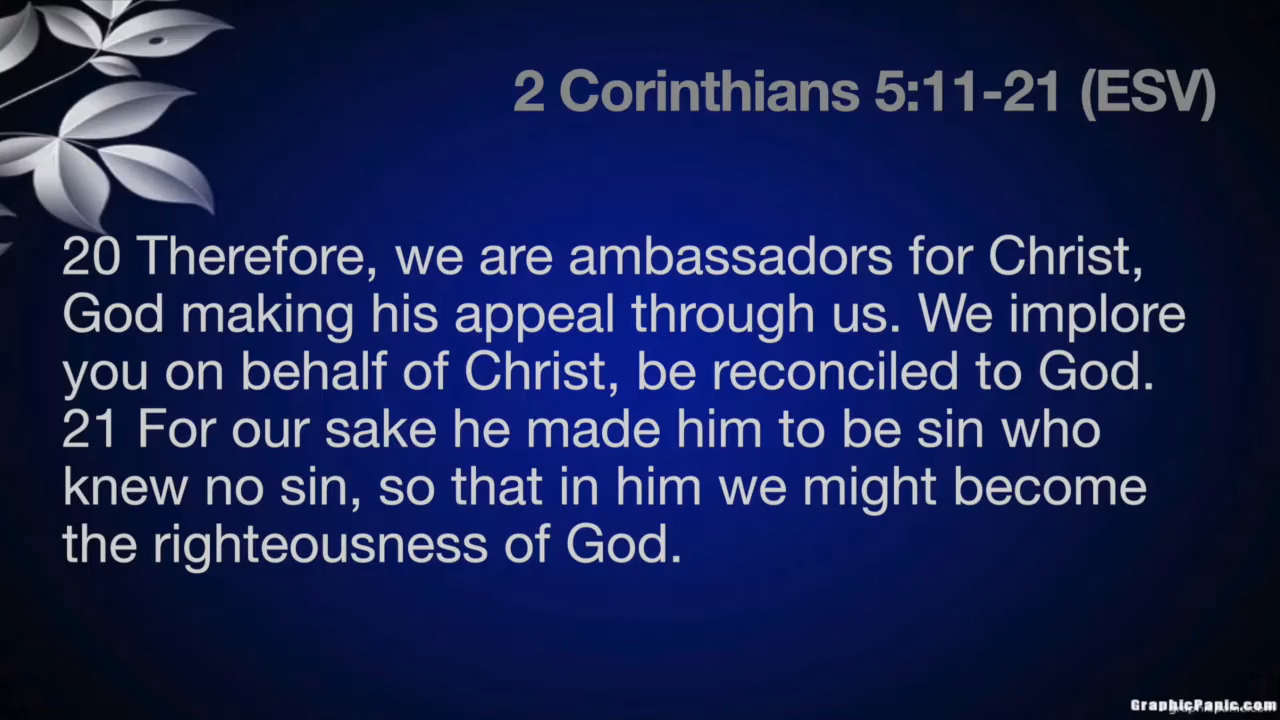 2 Corinthians 5:11-21 (ESV)
20 Therefore, we are ambassadors for Christ,
God making his appeal through us. We implore
you on behalf of Christ, be reconciled to God.
21 For our sake he made him to be sin who
knew no sin, so that in him we might become
the righteousness of God.
GraphicPanic.com